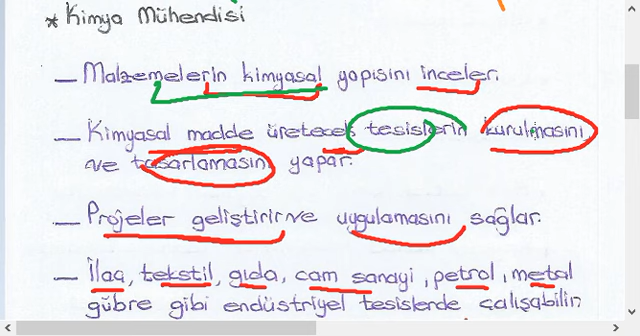 * Kimya Mühendisi
— Malzemelerin kimyasal yapısını inceler.
— Kimyasal madde üretecek tesislerin kurulmasını
ve tasarlamasını yapar.
— Projeler geliştirir ve uygulamasını sağlar.
— İlaç, tekstil, gıda, cam sanayi, petrol, metal
gübre gibi endüstriyel tesislerde çalışabilir